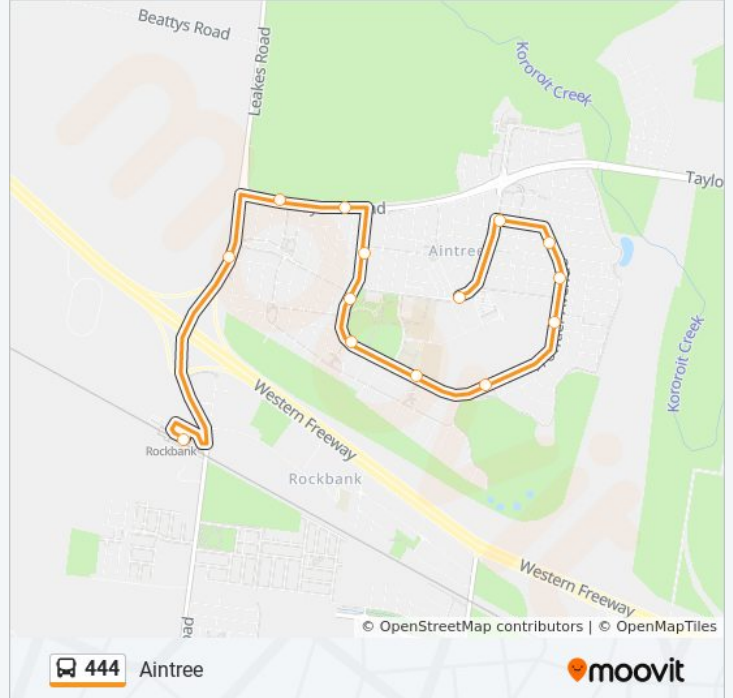 Beattys Road
Leakes Road
Kororoit Creek
Taylo
Aintree
Kororoit Creek
Western Freeway
Rockbank
Rockbank
Western Freeway
oad
© OpenStreetMap contributors | © OpenMapTiles
444 Aintree
moovit